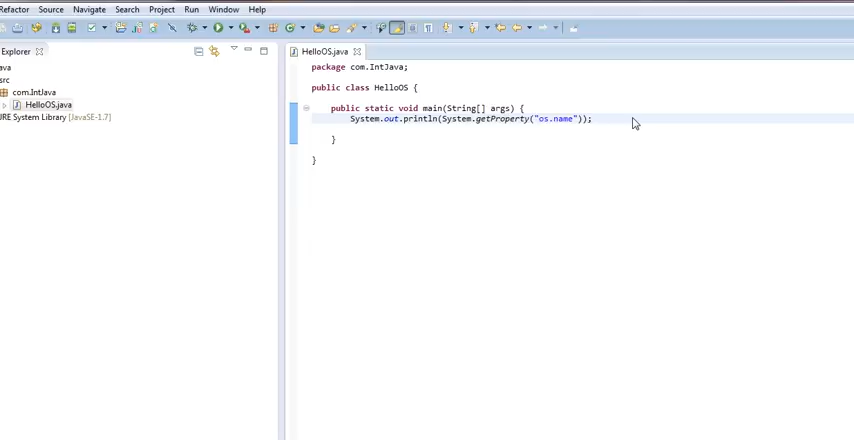 Refactor Source Navigate Search Project Run Window Help
Explorer
HelloOS.java
ava
package com.IntJava;
src
public class HelloOS {
com.IntJava
HelloOS.java
public static void main(String[] args) {
JRE System Library [JavaSE-1.7]
System.out.println(System.getProperty("os.name"));
}
}